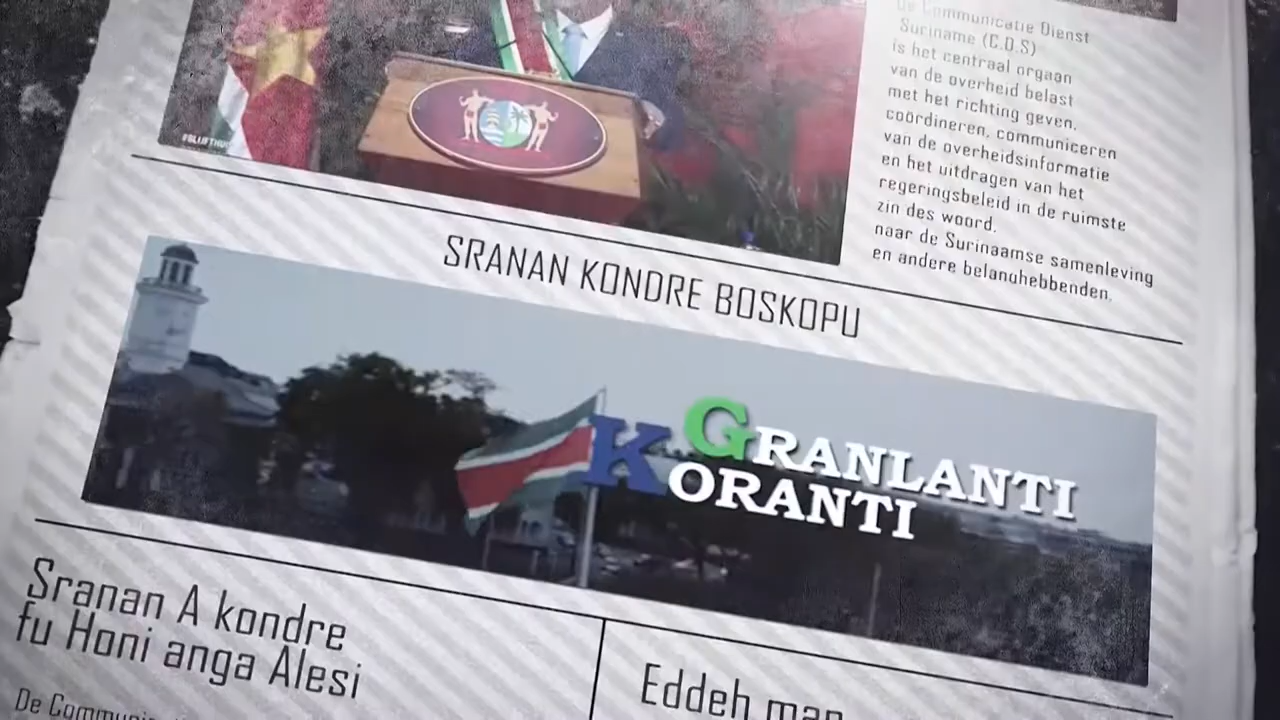 De Communicatie Dienst
Suriname (C.D.S)
is het centraal orgaan
van de overheid belast
met het richting geven,
coördineren, communiceren
van de overheidsinformatie
en het uitdragen van het
regeringsbeleid in de ruimste
zin des woord.
naar de Surinaamse samenleving
en andere belanghebbenden.
SRANAN KONDRE BOSKOPU
GRANLANTI
KORANTI
Sranan A kondre
fu Honi anga Alesi
De
Eddeh man